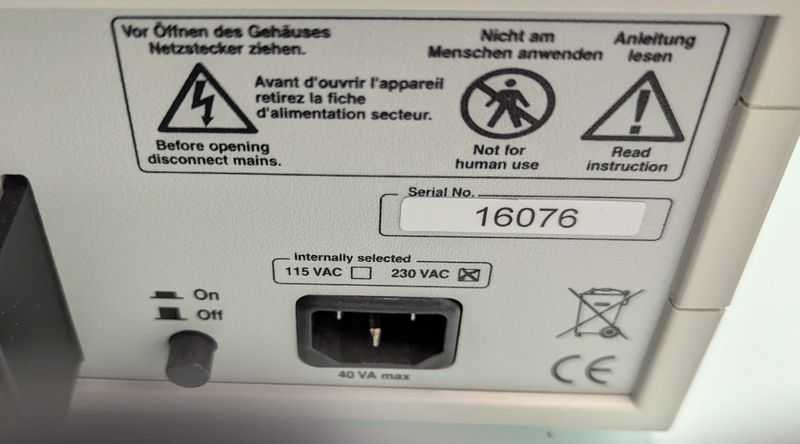 Vor Öffnen des Gehäuses
Netzstecker ziehen.
Avant d'ouvrir l'appareil
retirez la fiche
d'alimentation secteur.
Before opening
disconnect mains.
Nicht am
Menschen anwenden
Not for
human use
Anleitung
lesen
Read
instruction
Serial No.
16076
Internally selected
115 VAC 230 VAC
On
Off
40 VA max
CE